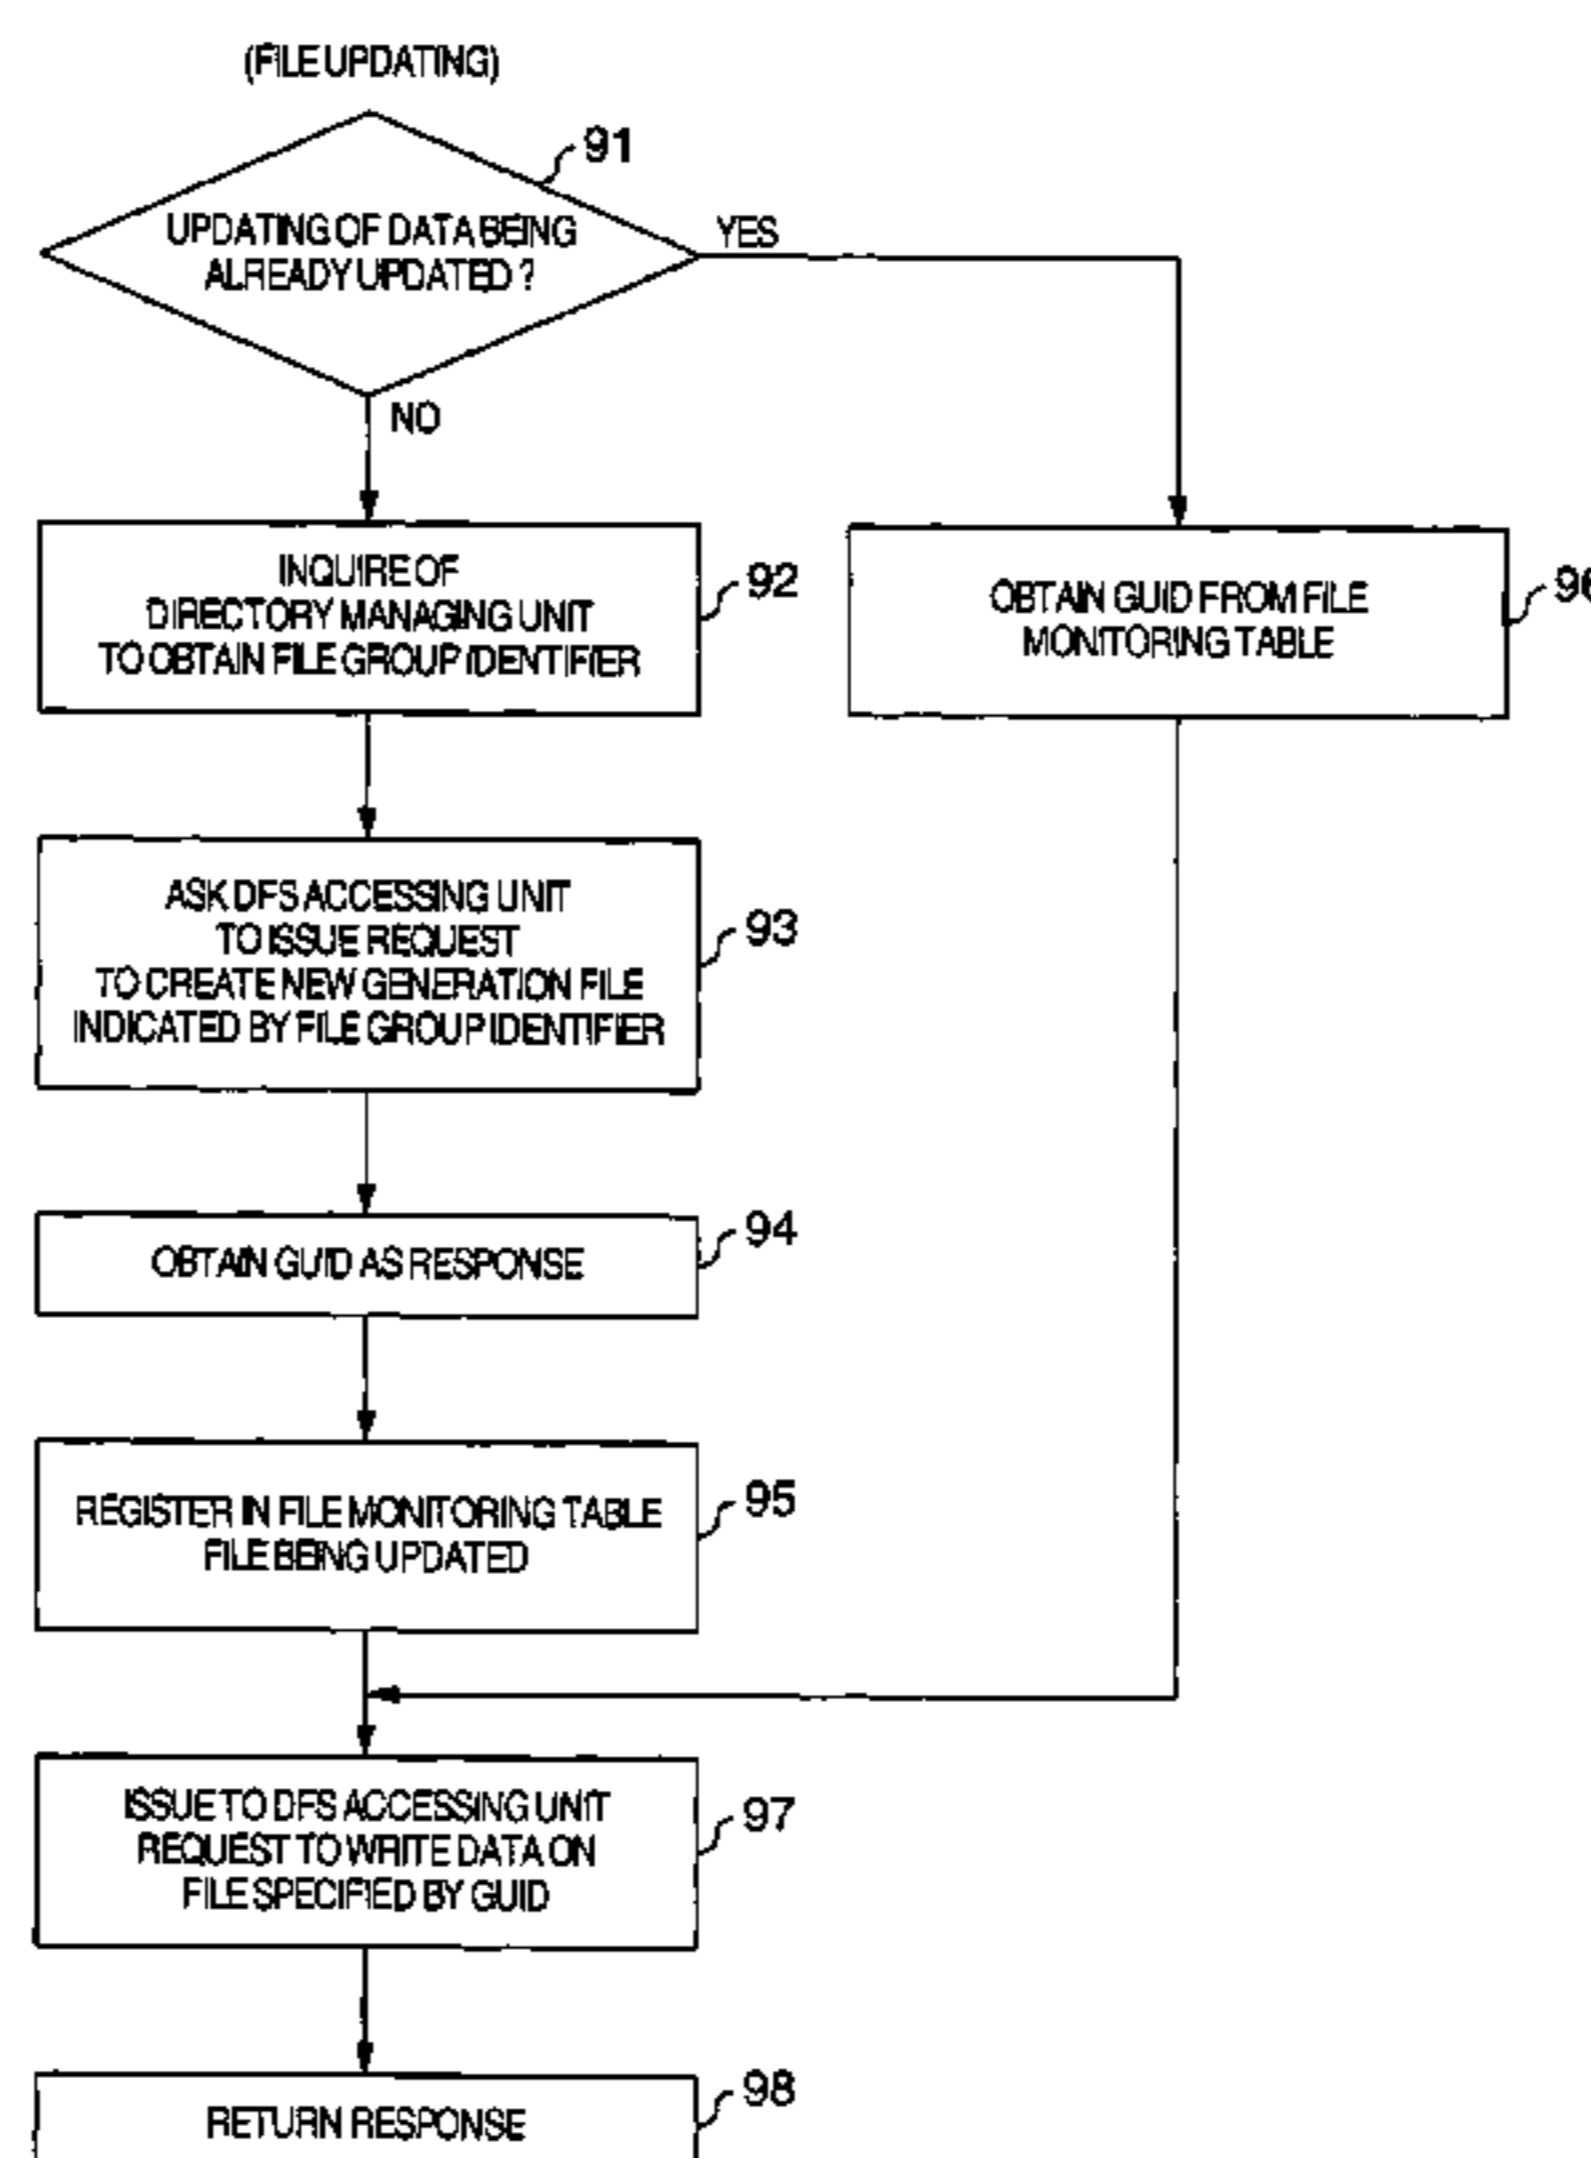 (FILE UPDATING)
91
UPDATING OF DATA BEING
ALREADY UPDATED ?
YES
NO
INQUIRE OF
DIRECTORY MANAGING UNIT
TO OBTAIN FILE GROUP IDENTIFIER
92
OBTAIN GUID FROM FILE
MONITORING TABLE
96
ASK DFS ACCESSING UNIT
TO ISSUE REQUEST
TO CREATE NEW GENERATION FILE
INDICATED BY FILE GROUP IDENTIFIER
93
OBTAIN GUID AS RESPONSE
94
REGISTER IN FILE MONITORING TABLE
FILE BEING UPDATED
95
ISSUE TO DFS ACCESSING UNIT
REQUEST TO WRITE DATA ON
FILE SPECIFIED BY GUID
97
RETURN RESPONSE
98